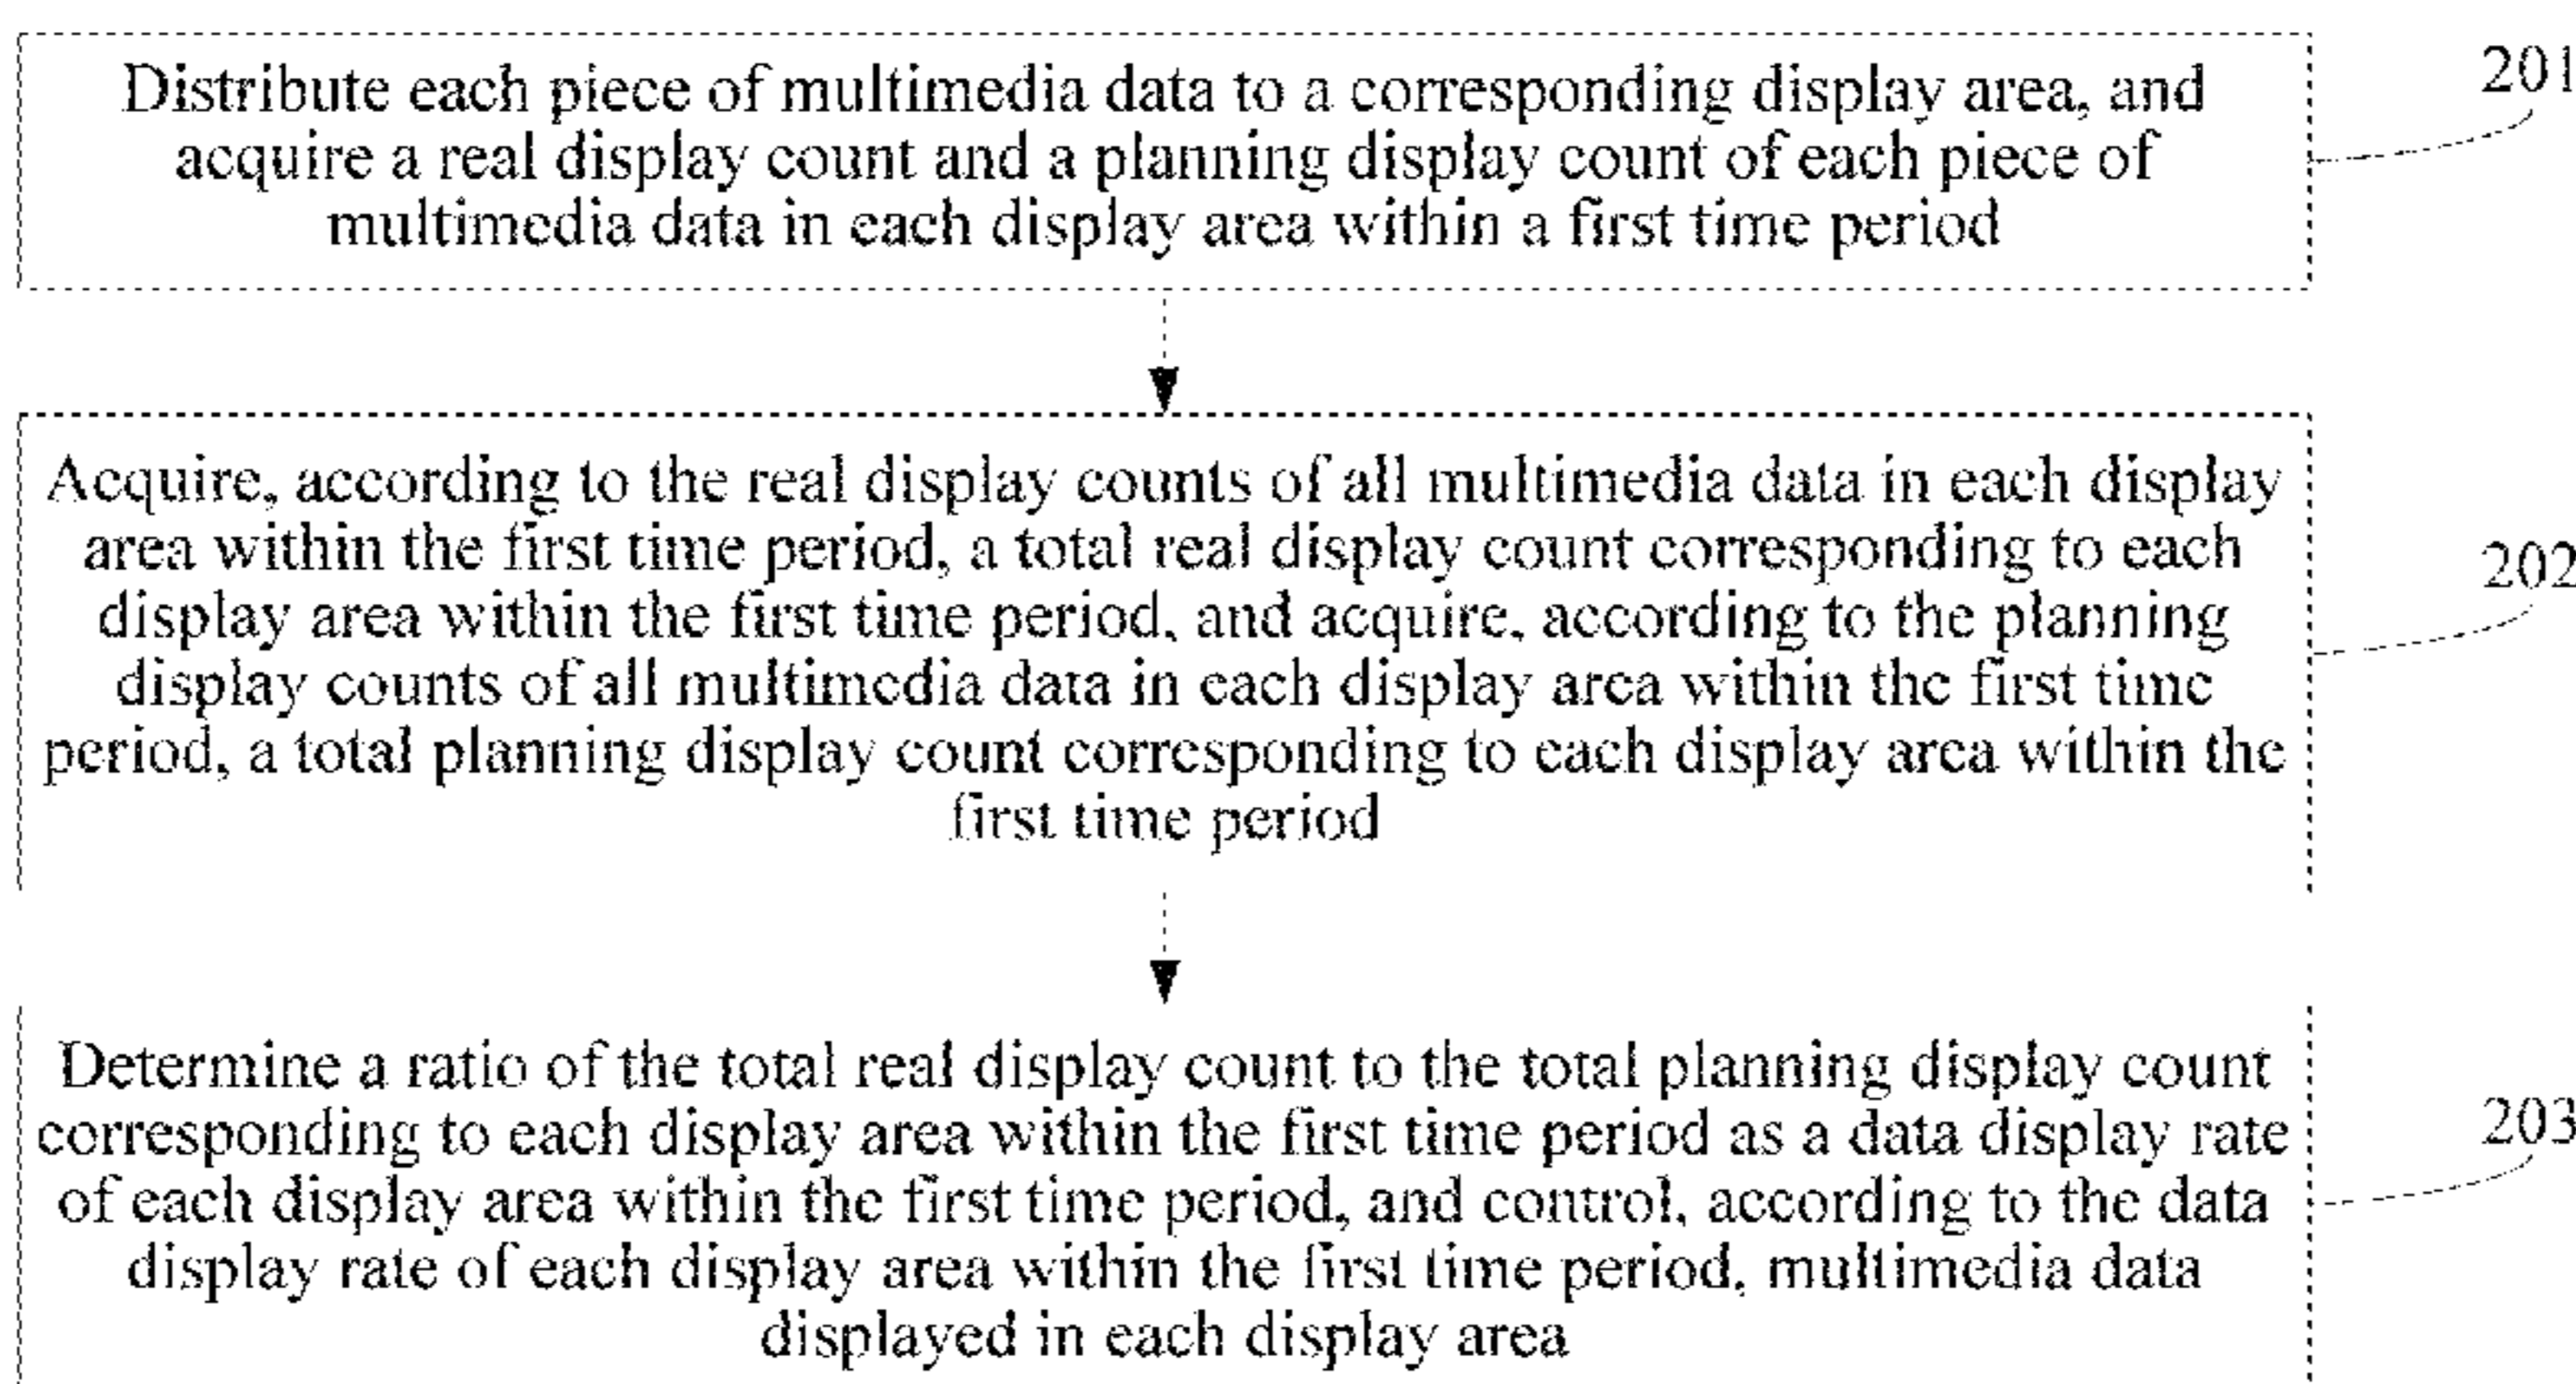 Distribute each piece of multimedia data to a corresponding display area, and
acquire a real display count and a planning display count of each piece of
multimedia data in each display area within a first time period
201
Acquire, according to the real display counts of all multimedia data in each display
area within the first time period, a total real display count corresponding to each
display area within the first time period, and acquire, according to the planning
display counts of all multimedia data in each display area within the first time
period, a total planning display count corresponding to each display area within the
first time period
202
Determine a ratio of the total real display count to the total planning display count
corresponding to each display area within the first time period as a data display rate
of each display area within the first time period, and control, according to the data
display rate of each display area within the first time period, multimedia data
displayed in each display area
203